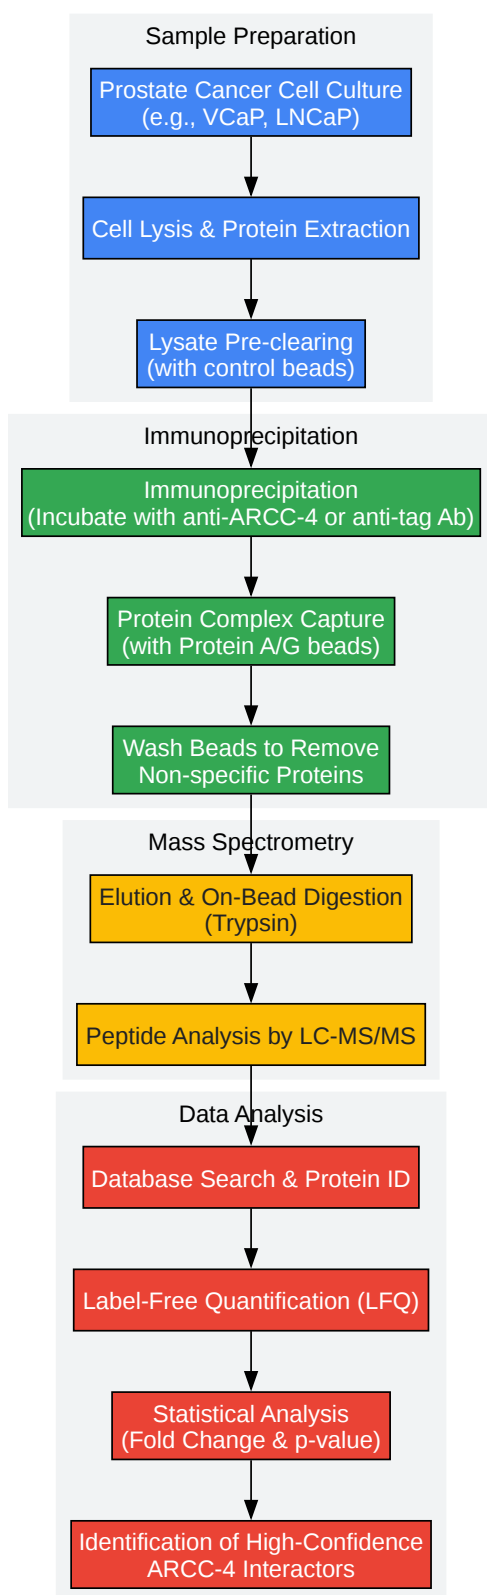 Sample Preparation
Prostate Cancer Cell Culture
(e.g., VCaP, LNCaP)
Cell Lysis & Protein Extraction
Lysate Pre-clearing
(with control beads)
Immunoprecipitation
Immunoprecipitation
(Incubate with anti-ARCC-4 or anti-tag Ab)
Protein Complex Capture
(with Protein A/G beads)
Wash Beads to Remove
Non-specific Proteins
Mass Spectrometry
Elution & On-Bead Digestion
(Trypsin)
Peptide Analysis by LC-MS/MS
Data Analysis
Database Search & Protein ID
Label-Free Quantification (LFQ)
Statistical Analysis
(Fold Change & p-value)
Identification of High-Confidence
ARCC-4 Interactors